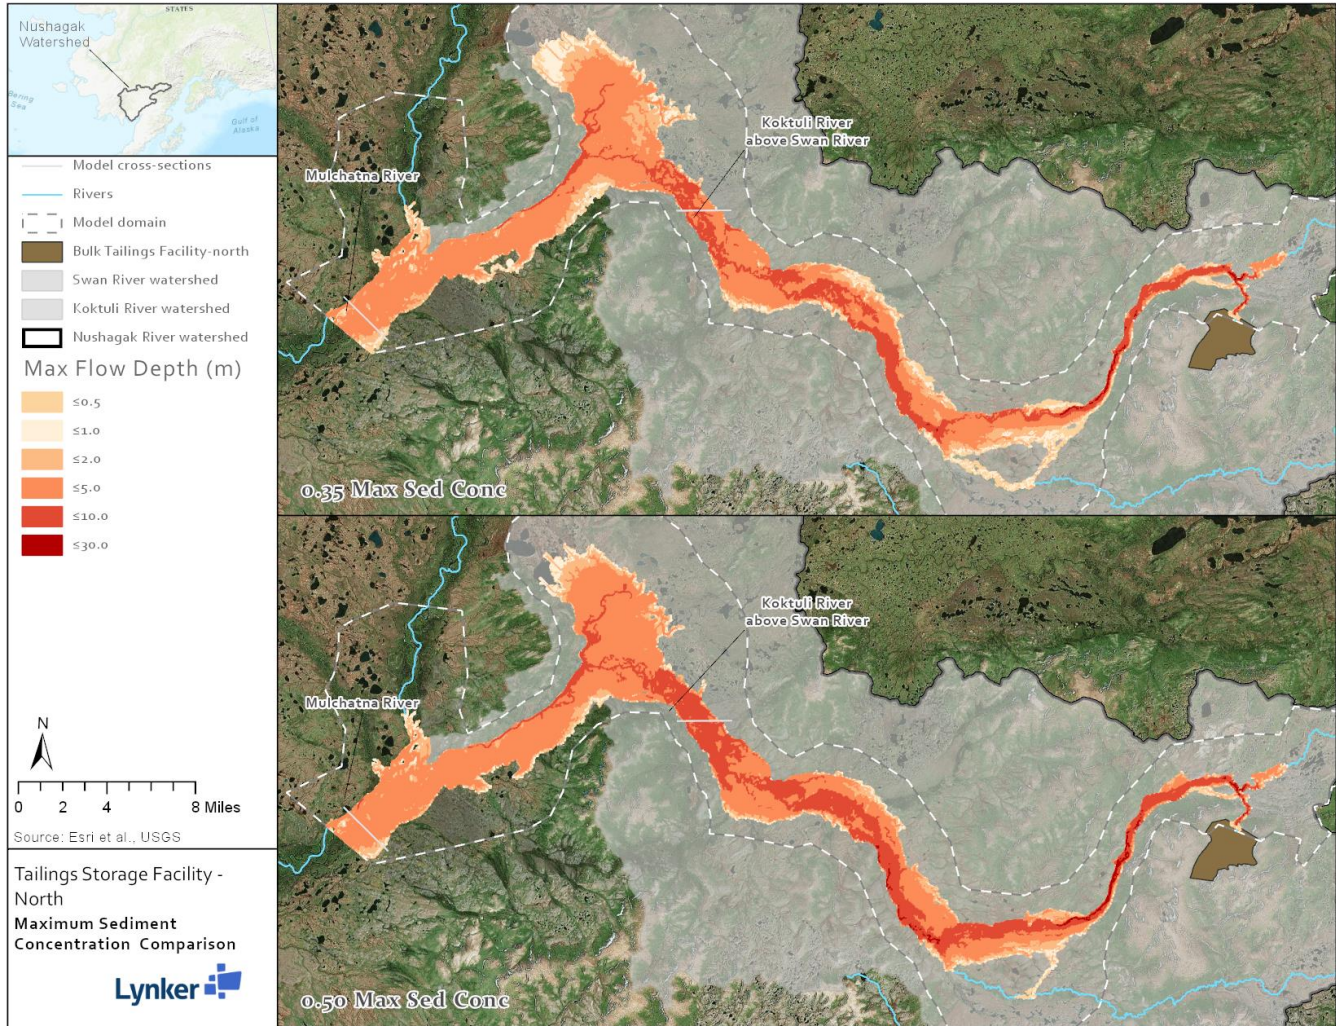 STATES
Nushagak
Watershed
Bering
Sea
Gulf of
Alaska
Model cross-sections
Rivers
Model domain
Bulk Tailings Facility-north
Swan River watershed
Koktuli River watershed
Nushagak River watershed
Max Flow Depth (m)
≤0.5
≤1.0
≤2.0
≤5.0
≤10.0
≤30.0
N
0 2 4 8 Miles
Source: Esri et al., USGS
Tailings Storage Facility -
North
Maximum Sediment
Concentration Comparison
Lynker
Koktuli River
above Swan River
Mulchatna River
0.35 Max Sed Conc
Koktuli River
above Swan River
Mulchatna River
0.50 Max Sed Conc